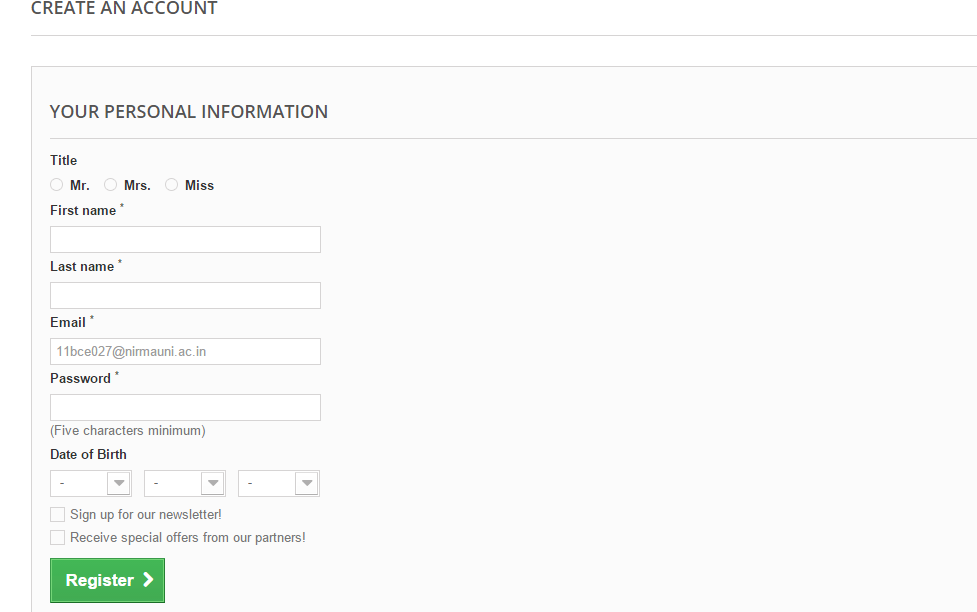 CREATE AN ACCOUNT
YOUR PERSONAL INFORMATION
Title
Mr. Mrs. Miss
First name *
Last name *
Email *
11bce027@nirmauni.ac.in
Password *
(Five characters minimum)
Date of Birth
- - -
Sign up for our newsletter!
Receive special offers from our partners!
Register